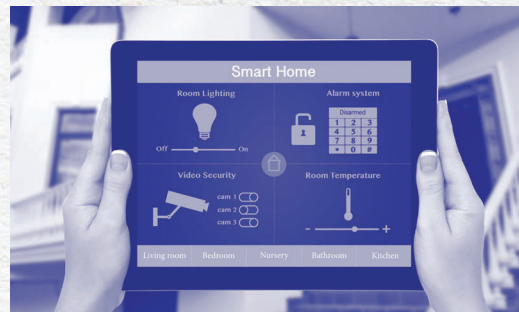 Smart Home
Room Lighting
Off
On
Alarm system
Disarmed
1 2 3
4 5 6
7 8 9
* 0 #
Video Security
cam 1
cam 2
cam 3
Room Temperature
- +
Living room Bedroom Nursery Bathroom Kitchen